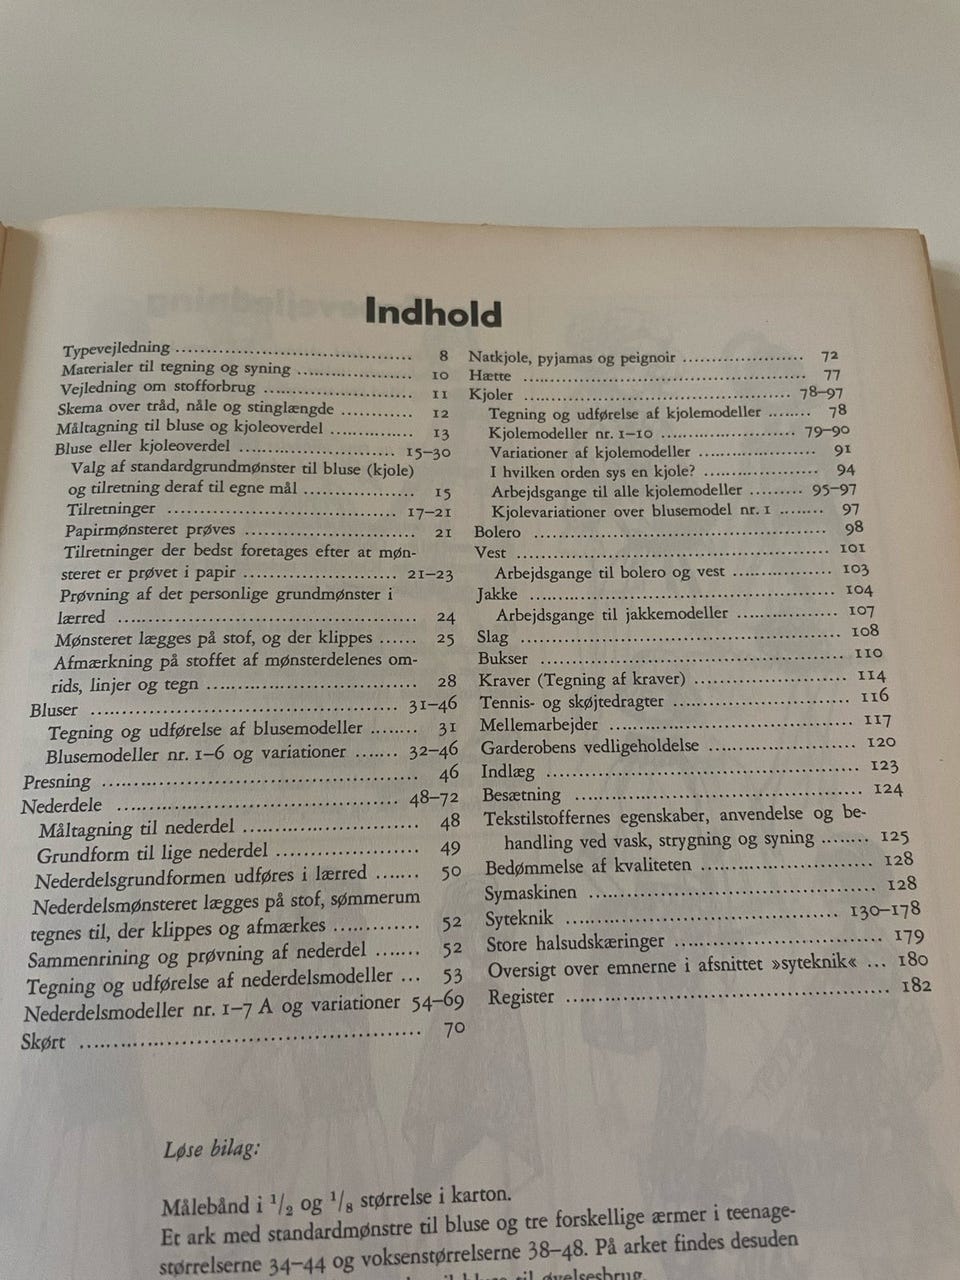 Indhold
Typevejledning ........ 8
Materialer til tegning og syning ........ 10
Vejledning om stofforbrug ........ 11
Skema over tråd, nåle og stinglængde ........ 12
Måltagning til bluse og kjoleoverdel ........ 13
Bluse eller kjoleoverdel ........ 15–30
Valg af standardgrundmønster til bluse (kjole)
og tilretning deraf til egne mål ........ 15
Tilretninger ........ 17–21
Papirmønsteret prøves ........ 21
Tilretninger der bedst foretages efter at møn-
steret er prøvet i papir ........ 21–23
Prøvning af det personlige grundmønster i
lærred ........ 24
Mønsteret lægges på stof, og der klippes ...... 25
Afmærkning på stoffet af mønsterdelenes om-
rids, linjer og tegn ........ 28
Bluser ........ 31–46
Tegning og udførelse af blusemodeller ........ 31
Blusemodeller nr. 1–6 og variationer ....... 32–46
Presning ........ 46
Nederdele ........ 48–72
Måltagning til nederdel ........ 48
Grundform til lige nederdel ........ 49
Nederdelsgrundformen udføres i lærred ...... 50
Nederdelsmønsteret lægges på stof, sømmerum
tegnes til, der klippes og afmærkes ........ 52
Sammenrining og prøvning af nederdel ....... 52
Tegning og udførelse af nederdelsmodeller ... 53
Nederdelsmodeller nr. 1–7 A og variationer 54–69
Skørt ........ 70
Natkjole, pyjamas og peignoir ........ 72
Hætte ........ 77
Kjoler ........ 78–97
Tegning og udførelse af kjolemodeller ........ 78
Kjolemodeller nr. 1–10 ........ 79–90
Variationer af kjolemodeller ........ 91
I hvilken orden sys en kjole? ........ 94
Arbejdsgange til alle kjolemodeller ......... 95–97
Kjolevariationer over blusemodel nr. 1 ........ 97
Bolero ........ 98
Vest ........ 101
Arbejdsgange til bolero og vest ........ 103
Jakke ........ 104
Arbejdsgange til jakkemodeller ........ 107
Slag ........ 108
Bukser ........ 110
Kraver (Tegning af kraver) ........ 114
Tennis- og skøjtedragter ........ 116
Mellemarbejder ........ 117
Garderobens vedligeholdelse ........ 120
Indlæg ........ 123
Besætning ........ 124
Tekstilstoffernes egenskaber, anvendelse og be-
handling ved vask, strygning og syning ........ 125
Bedømmelse af kvaliteten ........ 128
Symaskinen ........ 128
Syteknik ........ 130–178
Store halsudskæringer ........ 179
Oversigt over emnerne i afsnittet »syteknik« ... 180
Register ........ 182
Løse bilag:
Målebånd i 1/2 og 1/8 størrelse i karton.
Et ark med standardmønstre til bluse og tre forskellige ærmer i teenage-
størrelserne 34–44 og voksenstørrelserne 38–48. På arket findes desuden
til øvelsesbrug.